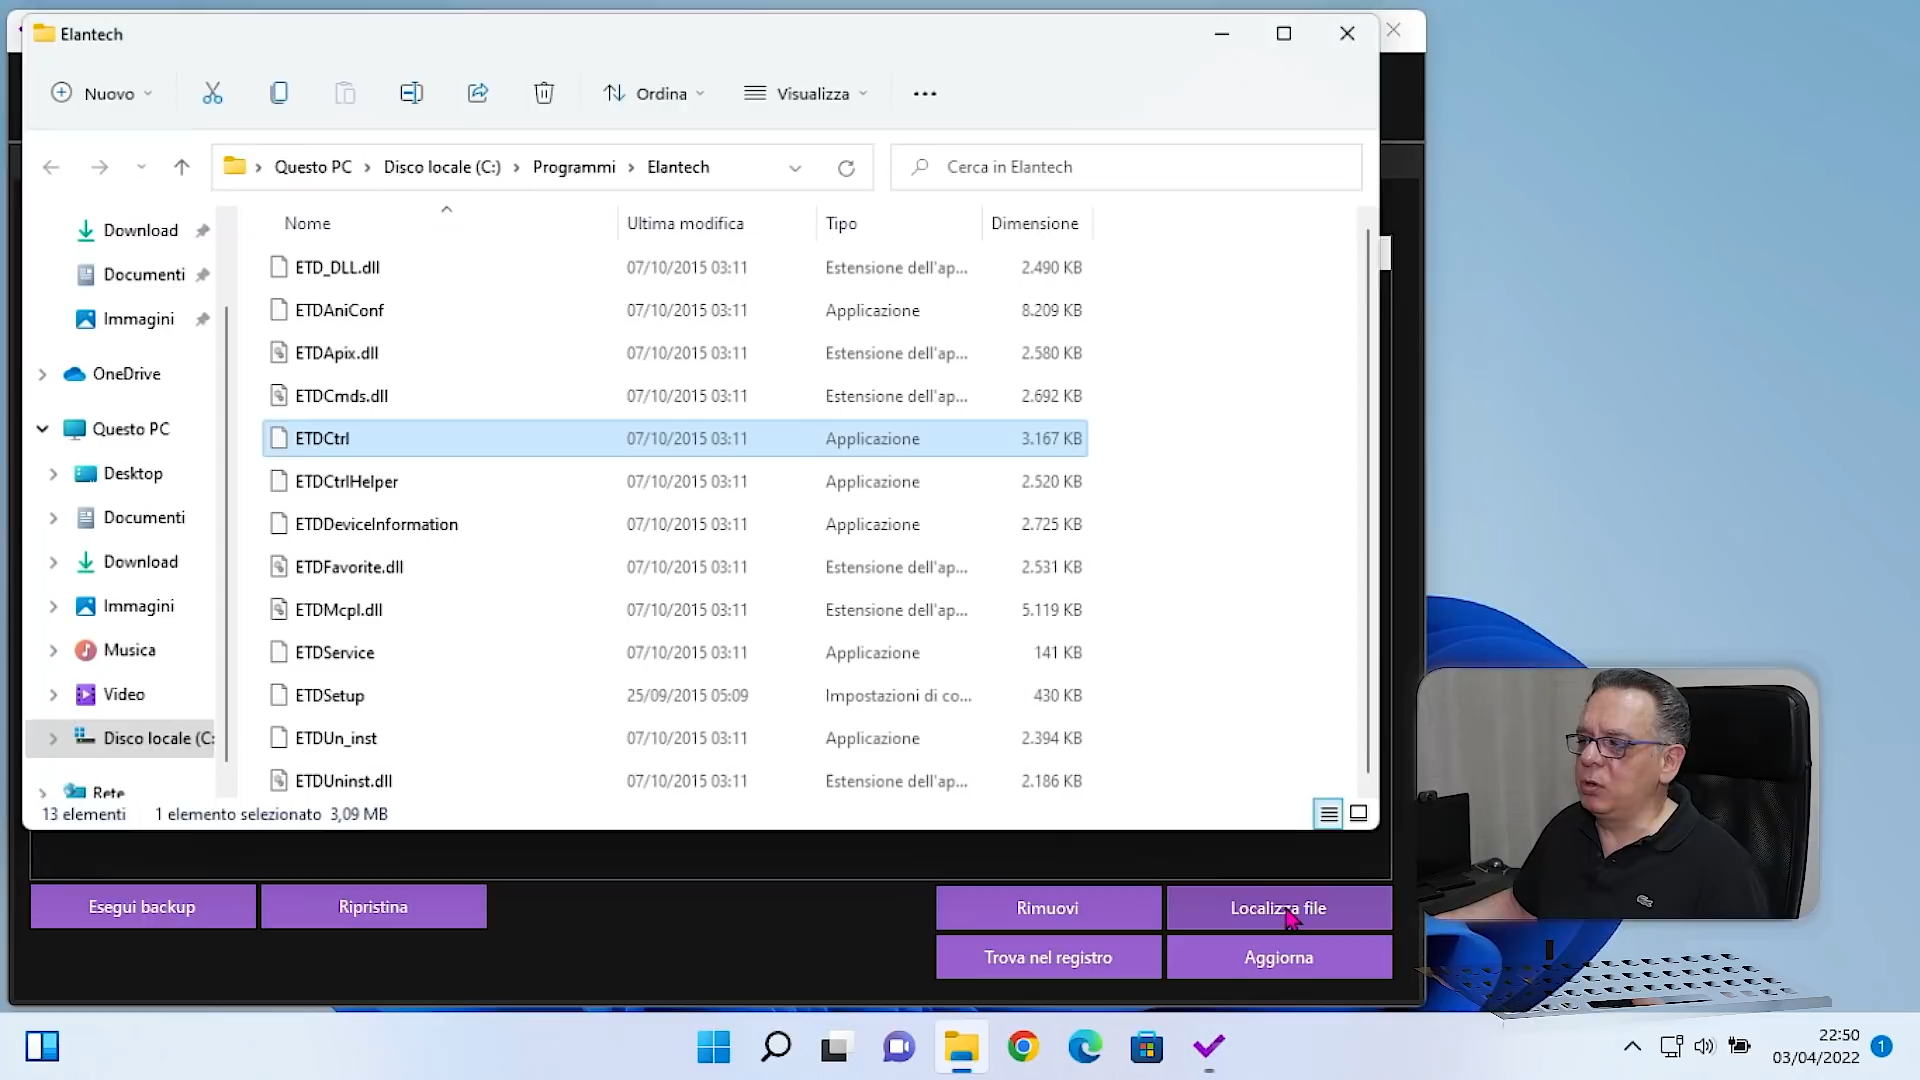 Elantech
Nuovo Ordina Visualizza
Questo PC > Disco locale (C:) > Programmi > Elantech
Cerca in Elantech
Nome Ultima modifica Tipo Dimensione
Download
Documenti
Immagini
OneDrive
Questo PC
Desktop
Documenti
Download
Immagini
Musica
Video
Disco locale (C:
Rete
ETD_DLL.dll 07/10/2015 03:11 Estensione dell'ap... 2.490 KB
ETDAniConf 07/10/2015 03:11 Applicazione 8.209 KB
ETDApix.dll 07/10/2015 03:11 Estensione dell'ap... 2.580 KB
ETDCmds.dll 07/10/2015 03:11 Estensione dell'ap... 2.692 KB
ETDCtrl 07/10/2015 03:11 Applicazione 3.167 KB
ETDCtrlHelper 07/10/2015 03:11 Applicazione 2.520 KB
ETDDeviceInformation 07/10/2015 03:11 Applicazione 2.725 KB
ETDFavorite.dll 07/10/2015 03:11 Estensione dell'ap... 2.531 KB
ETDMcpl.dll 07/10/2015 03:11 Estensione dell'ap... 5.119 KB
ETDService 07/10/2015 03:11 Applicazione 141 KB
ETDSetup 25/09/2015 05:09 Impostazioni di co... 430 KB
ETDUn_inst 07/10/2015 03:11 Applicazione 2.394 KB
ETDUninst.dll 07/10/2015 03:11 Estensione dell'ap... 2.186 KB
13 elementi 1 elemento selezionato 3,09 MB
Esegui backup Ripristina Rimuovi Localizza file
Trova nel registro Aggiorna
22:50
03/04/2022
1